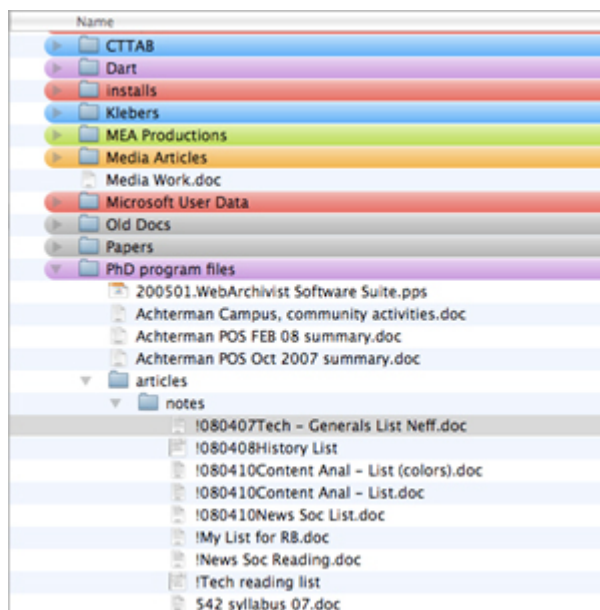 Name
CTTAB
Dart
installs
Klebers
MEA Productions
Media Articles
Media Work.doc
Microsoft User Data
Old Docs
Papers
PhD program files
200501.WebArchivist Software Suite.pps
Achterman Campus, community activities.doc
Achterman POS FEB 08 summary.doc
Achterman POS Oct 2007 summary.doc
articles
notes
!080407Tech - Generals List Neff.doc
!080408History List
!080410Content Anal - List (colors).doc
!080410Content Anal - List.doc
!080410News Soc List.doc
!My List for RB.doc
!News Soc Reading.doc
!Tech reading list
542 syllabus 07.doc